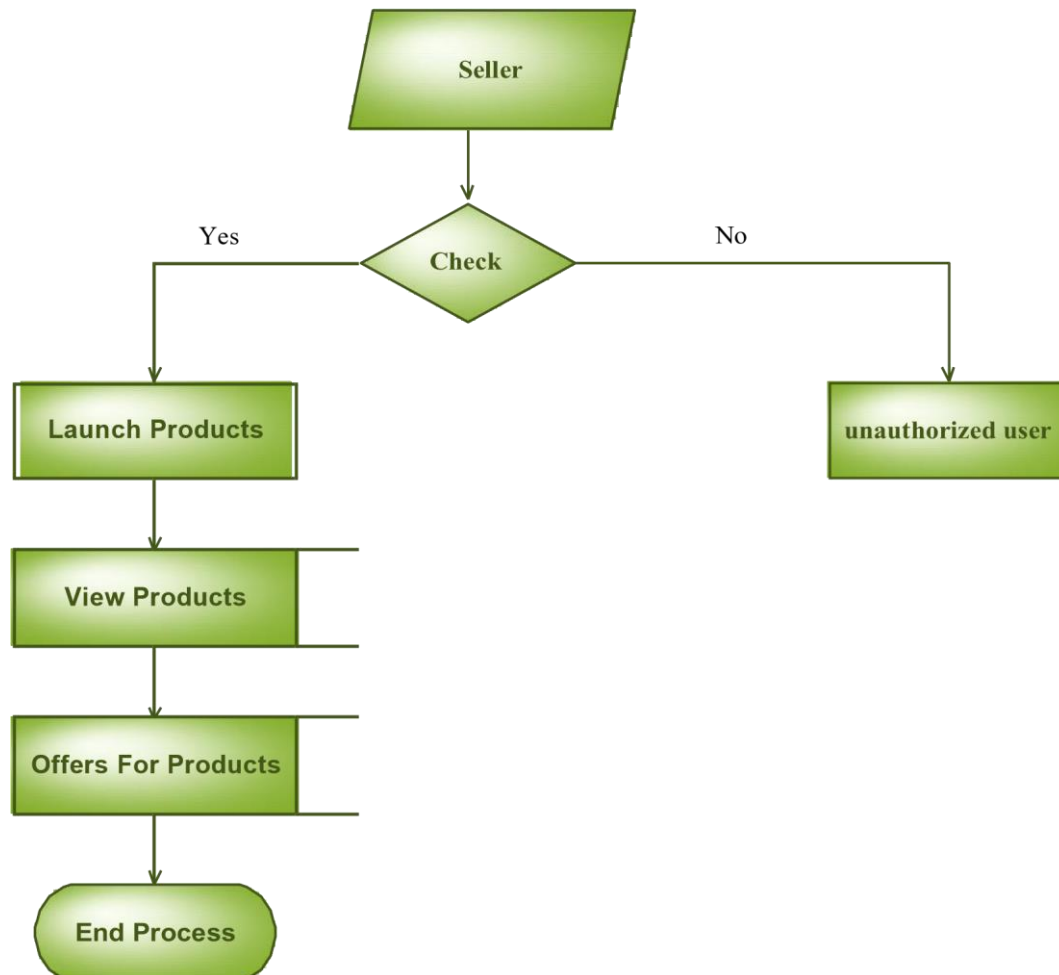 Seller
Yes
No
Check
Launch Products
unauthorized user
View Products
Offers For Products
End Process